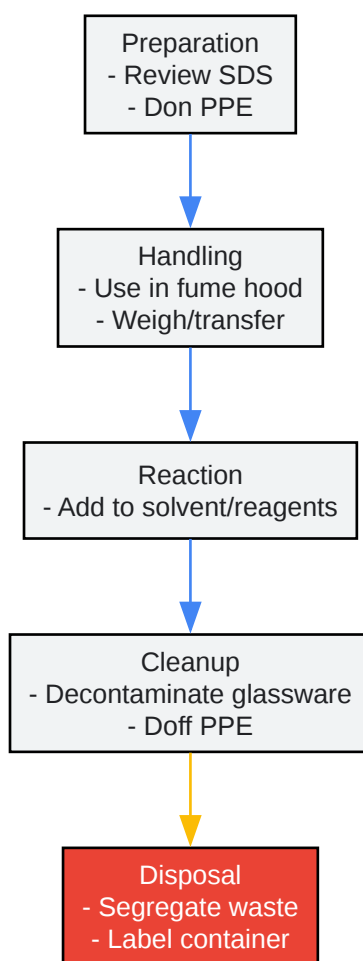 Preparation
- Review SDS
- Don PPE
Handling
- Use in fume hood
- Weigh/transfer
Reaction
- Add to solvent/reagents
Cleanup
- Decontaminate glassware
- Doff PPE
Disposal
- Segregate waste
- Label container